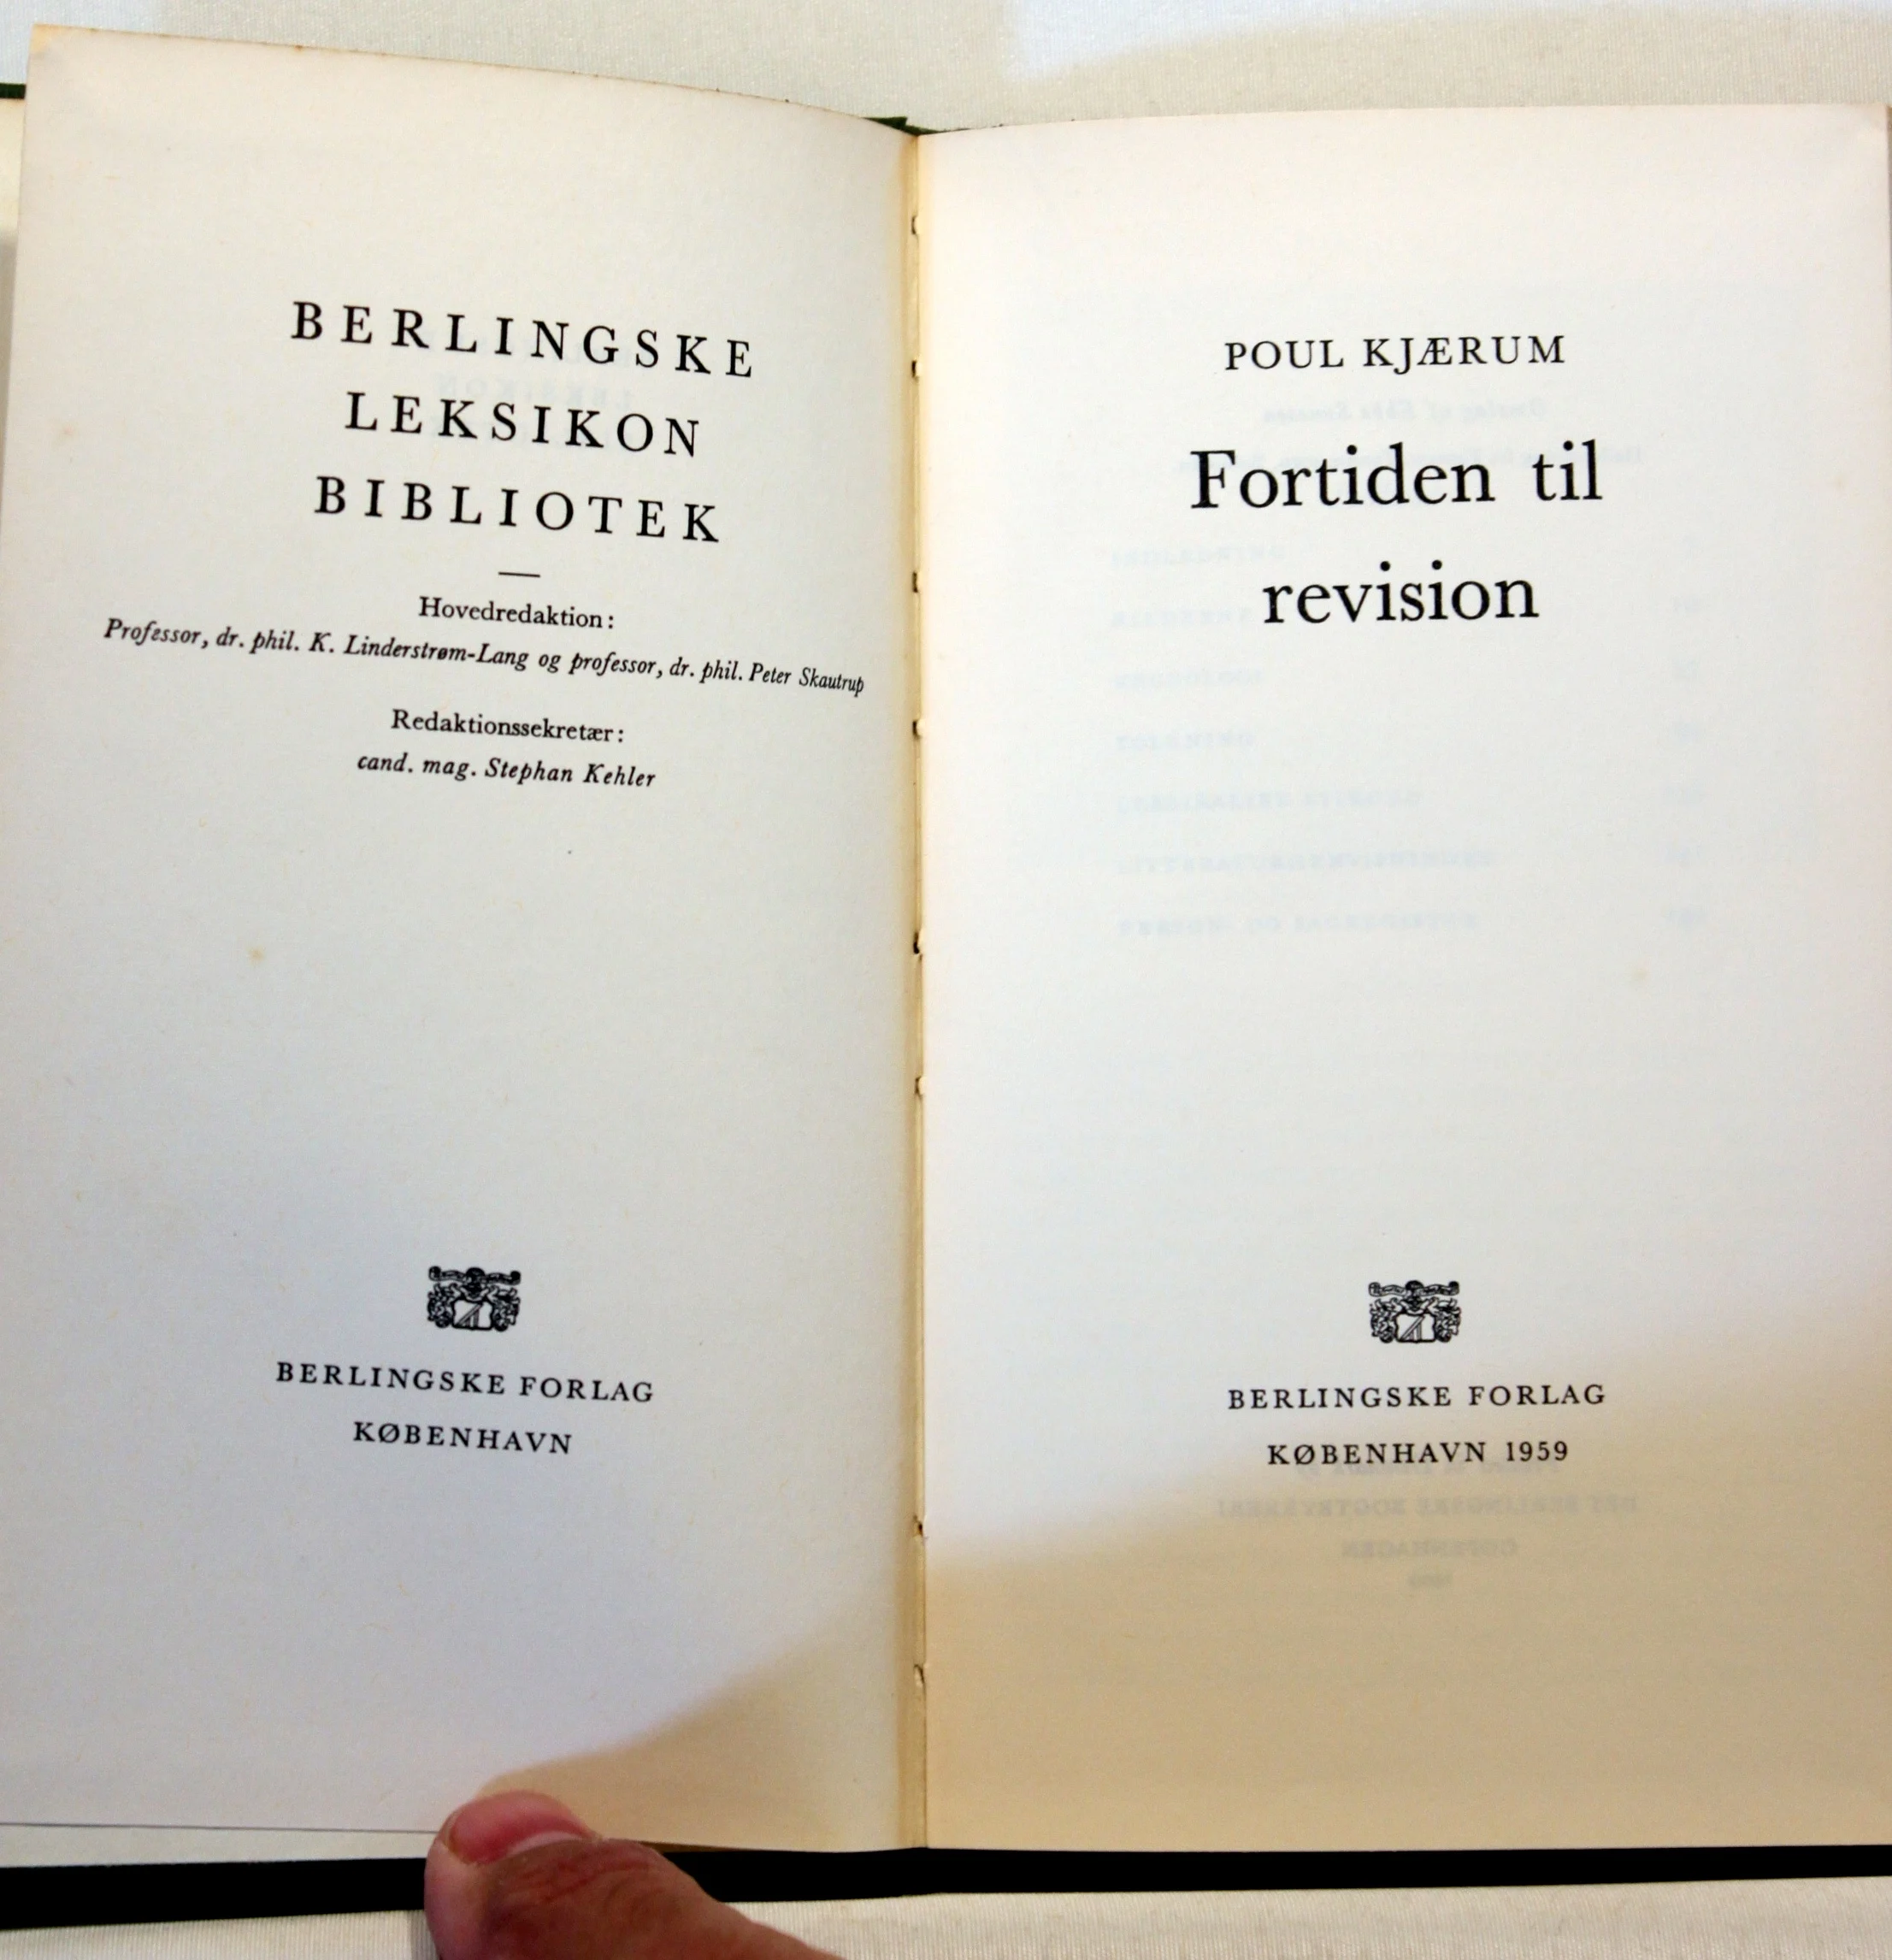 BERLINGSKE
LEKSIKON
BIBLIOTEK
Hovedredaktion:
Professor, dr. phil. K. Linderstrøm-Lang og professor, dr. phil. Peter Skautrup
Redaktionssekretær:
cand. mag. Stephan Kehler
BERLINGSKE FORLAG
KØBENHAVN
POUL KJÆRUM
Fortiden til
revision
BERLINGSKE FORLAG
KØBENHAVN 1959